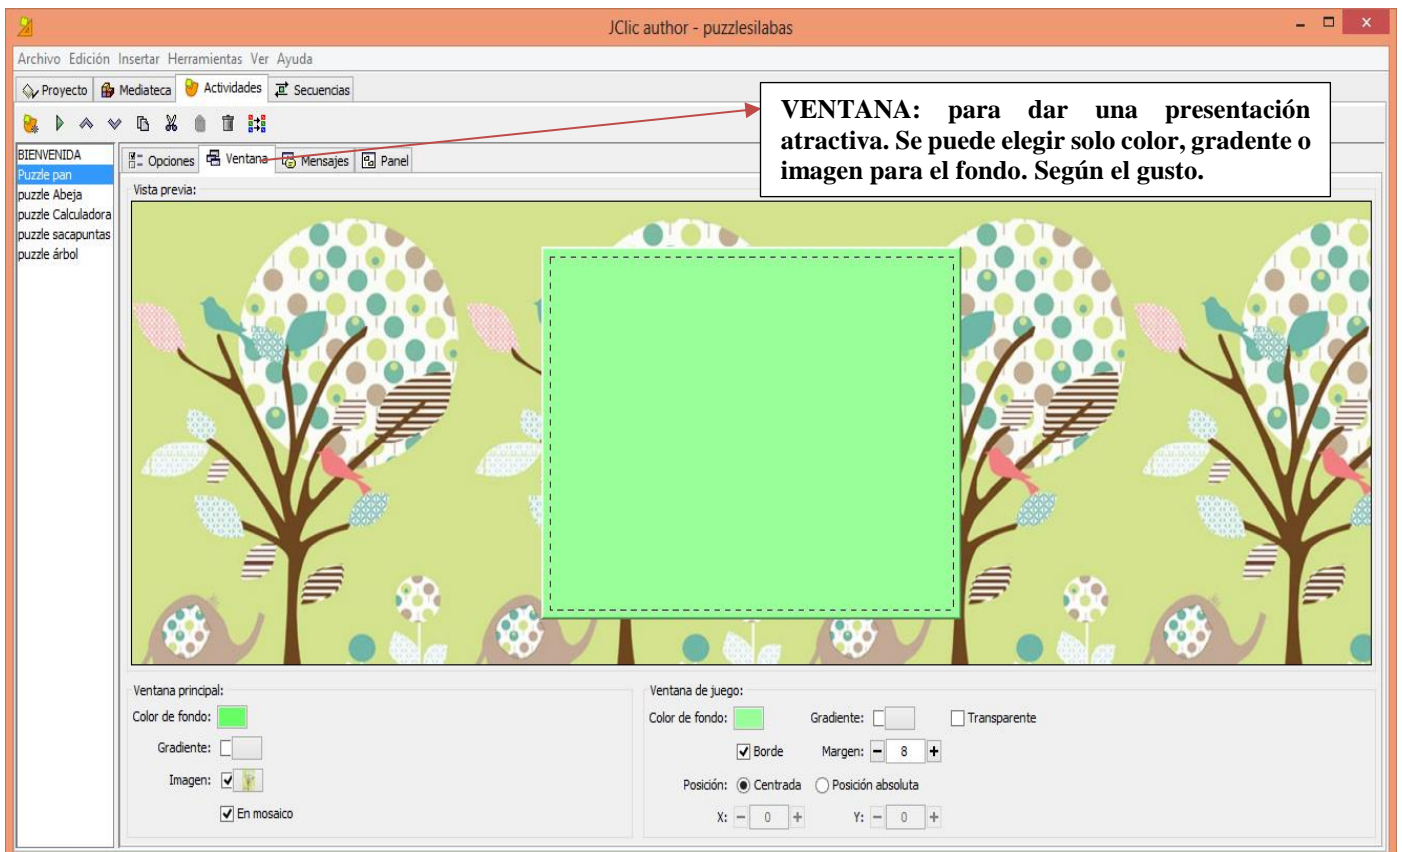 JClic author - puzzlesilabas
Archivo Edición Insertar Herramientas Ver Ayuda
Proyecto Mediateca Actividades Secuencias
VENTANA: para dar una presentación
atractiva. Se puede elegir solo color, gradente o
imagen para el fondo. Según el gusto.
BIENVENIDA
Puzzle pan
puzzle Abeja
puzzle Calculadora
puzzle sacapuntas
puzzle árbol
Opciones Ventana Mensajes Panel
Vista previa:
Ventana principal:
Color de fondo:
Gradiente:
Imagen:
En mosaico
Ventana de juego:
Color de fondo: Gradiente: Transparente
Borde Margen: - 8 +
Posición: Centrada Posición absoluta
X: - 0 + Y: - 0 +